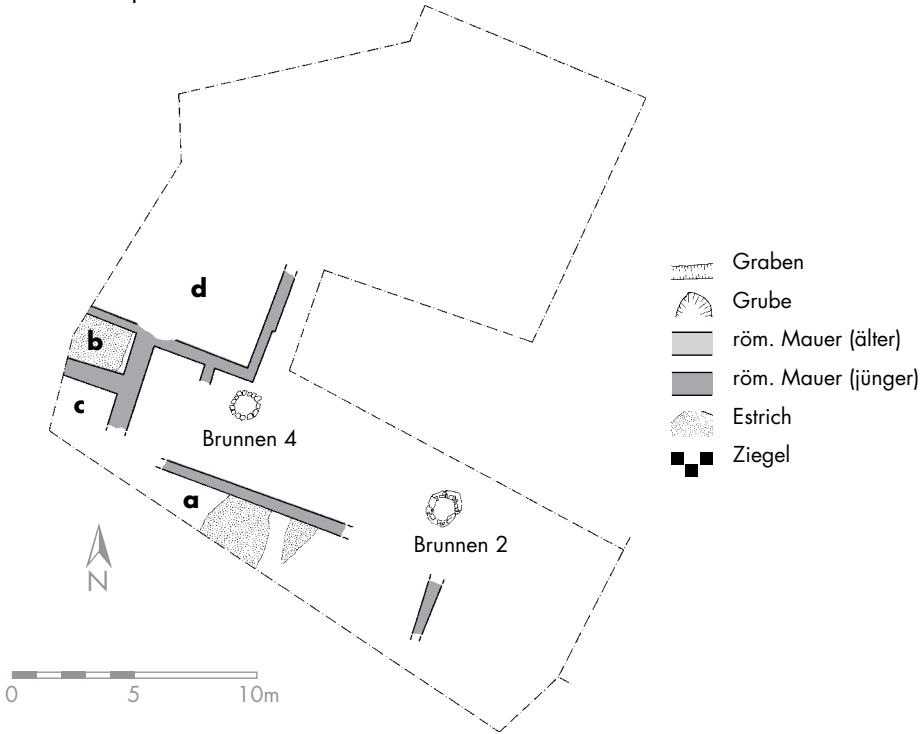 d
b
c
Brunnen 4
a
Brunnen 2
N
0 5 10m
Graben
Grube
röm. Mauer (älter)
röm. Mauer (jünger)
Estrich
Ziegel